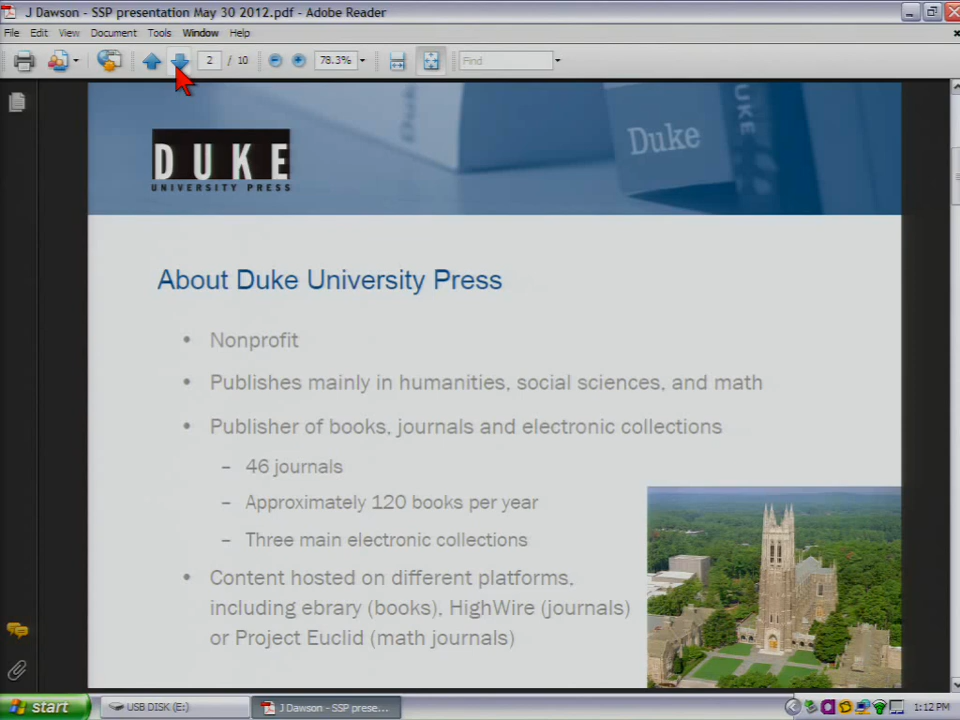 J Dawson - SSP presentation May 30 2012.pdf - Adobe Reader
File Edit View Document Tools Window Help
2 / 10 78.3% Find
Duke
DUKE
Duke
DUKE
UNIVERSITY PRESS
About Duke University Press
• Nonprofit
• Publishes mainly in humanities, social sciences, and math
• Publisher of books, journals and electronic collections
– 46 journals
– Approximately 120 books per year
– Three main electronic collections
• Content hosted on different platforms,
including ebrary (books), HighWire (journals)
or Project Euclid (math journals)
start USB DISK (E:) J Dawson - SSP prese... 1:12 PM